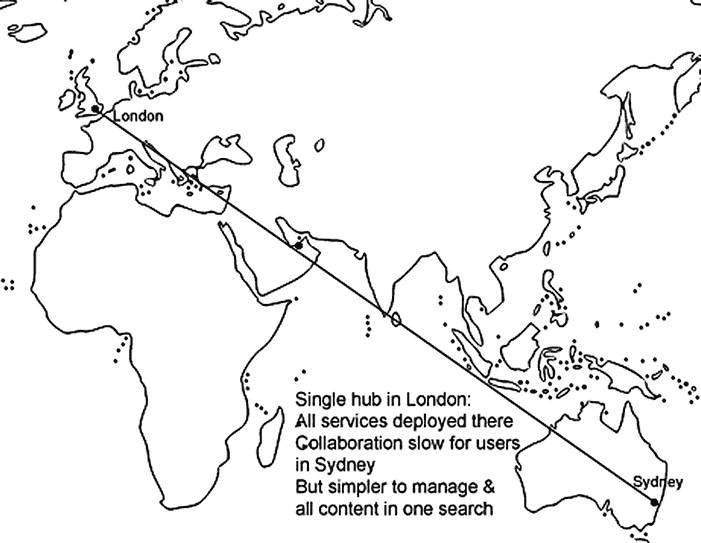 London
Single hub in London:
All services deployed there
Collaboration slow for users
in Sydney
But simpler to manage &
all content in one search
Sydney